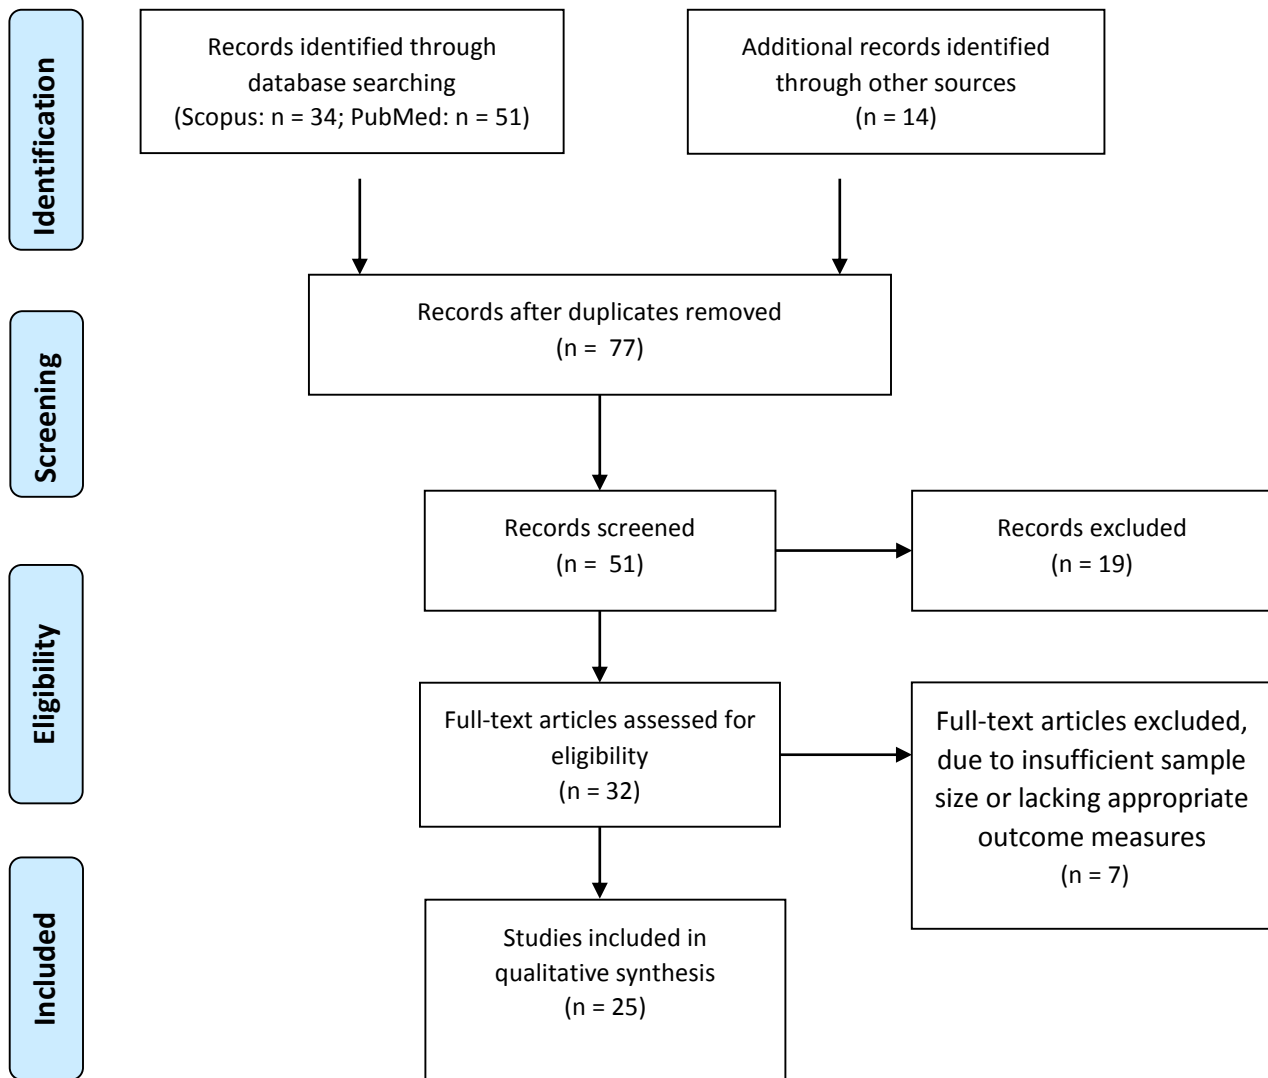 Identification
Records identified through
database searching
(Scopus: n = 34; PubMed: n = 51)
Additional records identified
through other sources
(n = 14)
Screening
Records after duplicates removed
(n =  77)
Records screened
(n =  51)
Records excluded
(n = 19)
Eligibility
Full-text articles assessed for
eligibility
(n = 32)
Full-text articles excluded,
due to insufficient sample
size or lacking appropriate
outcome measures
(n = 7)
Included
Studies included in
qualitative synthesis
(n = 25)